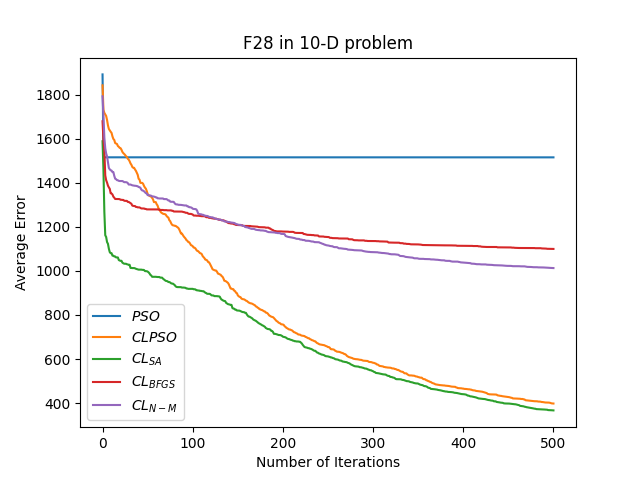 F28 in 10-D problem
Average Error
1800
1600
1400
1200
1000
800
600
400
PSO
CLPSO
CL_SA
CL_BFGS
CL_N−M
0 100 200 300 400 500
Number of Iterations